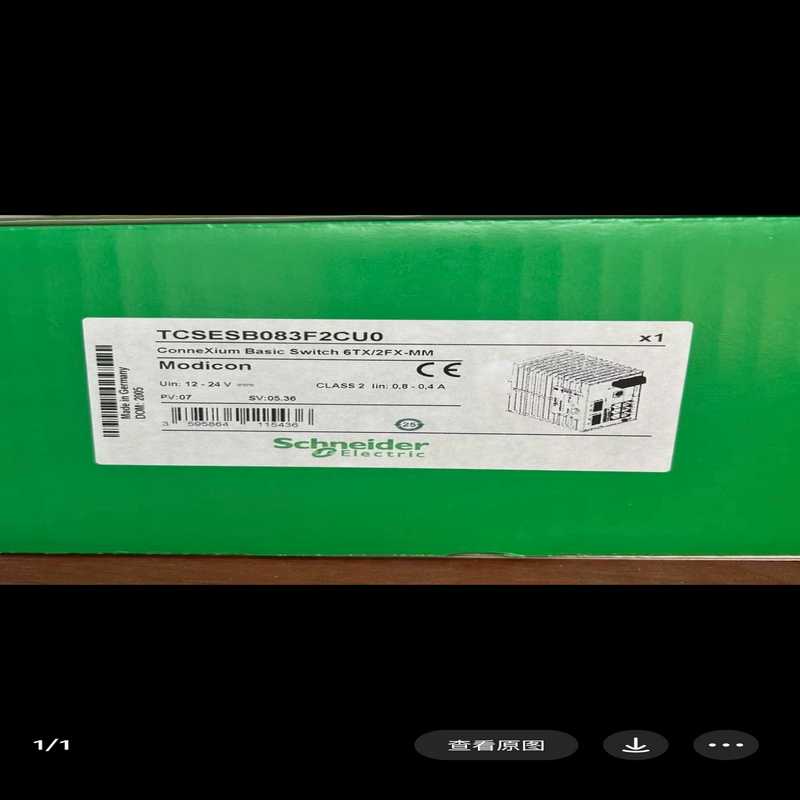 TCSESB083F2CU0
x1
ConneXium Basic Switch 6TX/2FX-MM
Modicon
CE
Uin: 12 - 24 V
CLASS 2 Iin: 0,8 - 0,4 A
PV:07
SV:05.36
3 595864 115436
25
Schneider
Electric
Made in Germany
DOM: 2005
1/1
查看原图